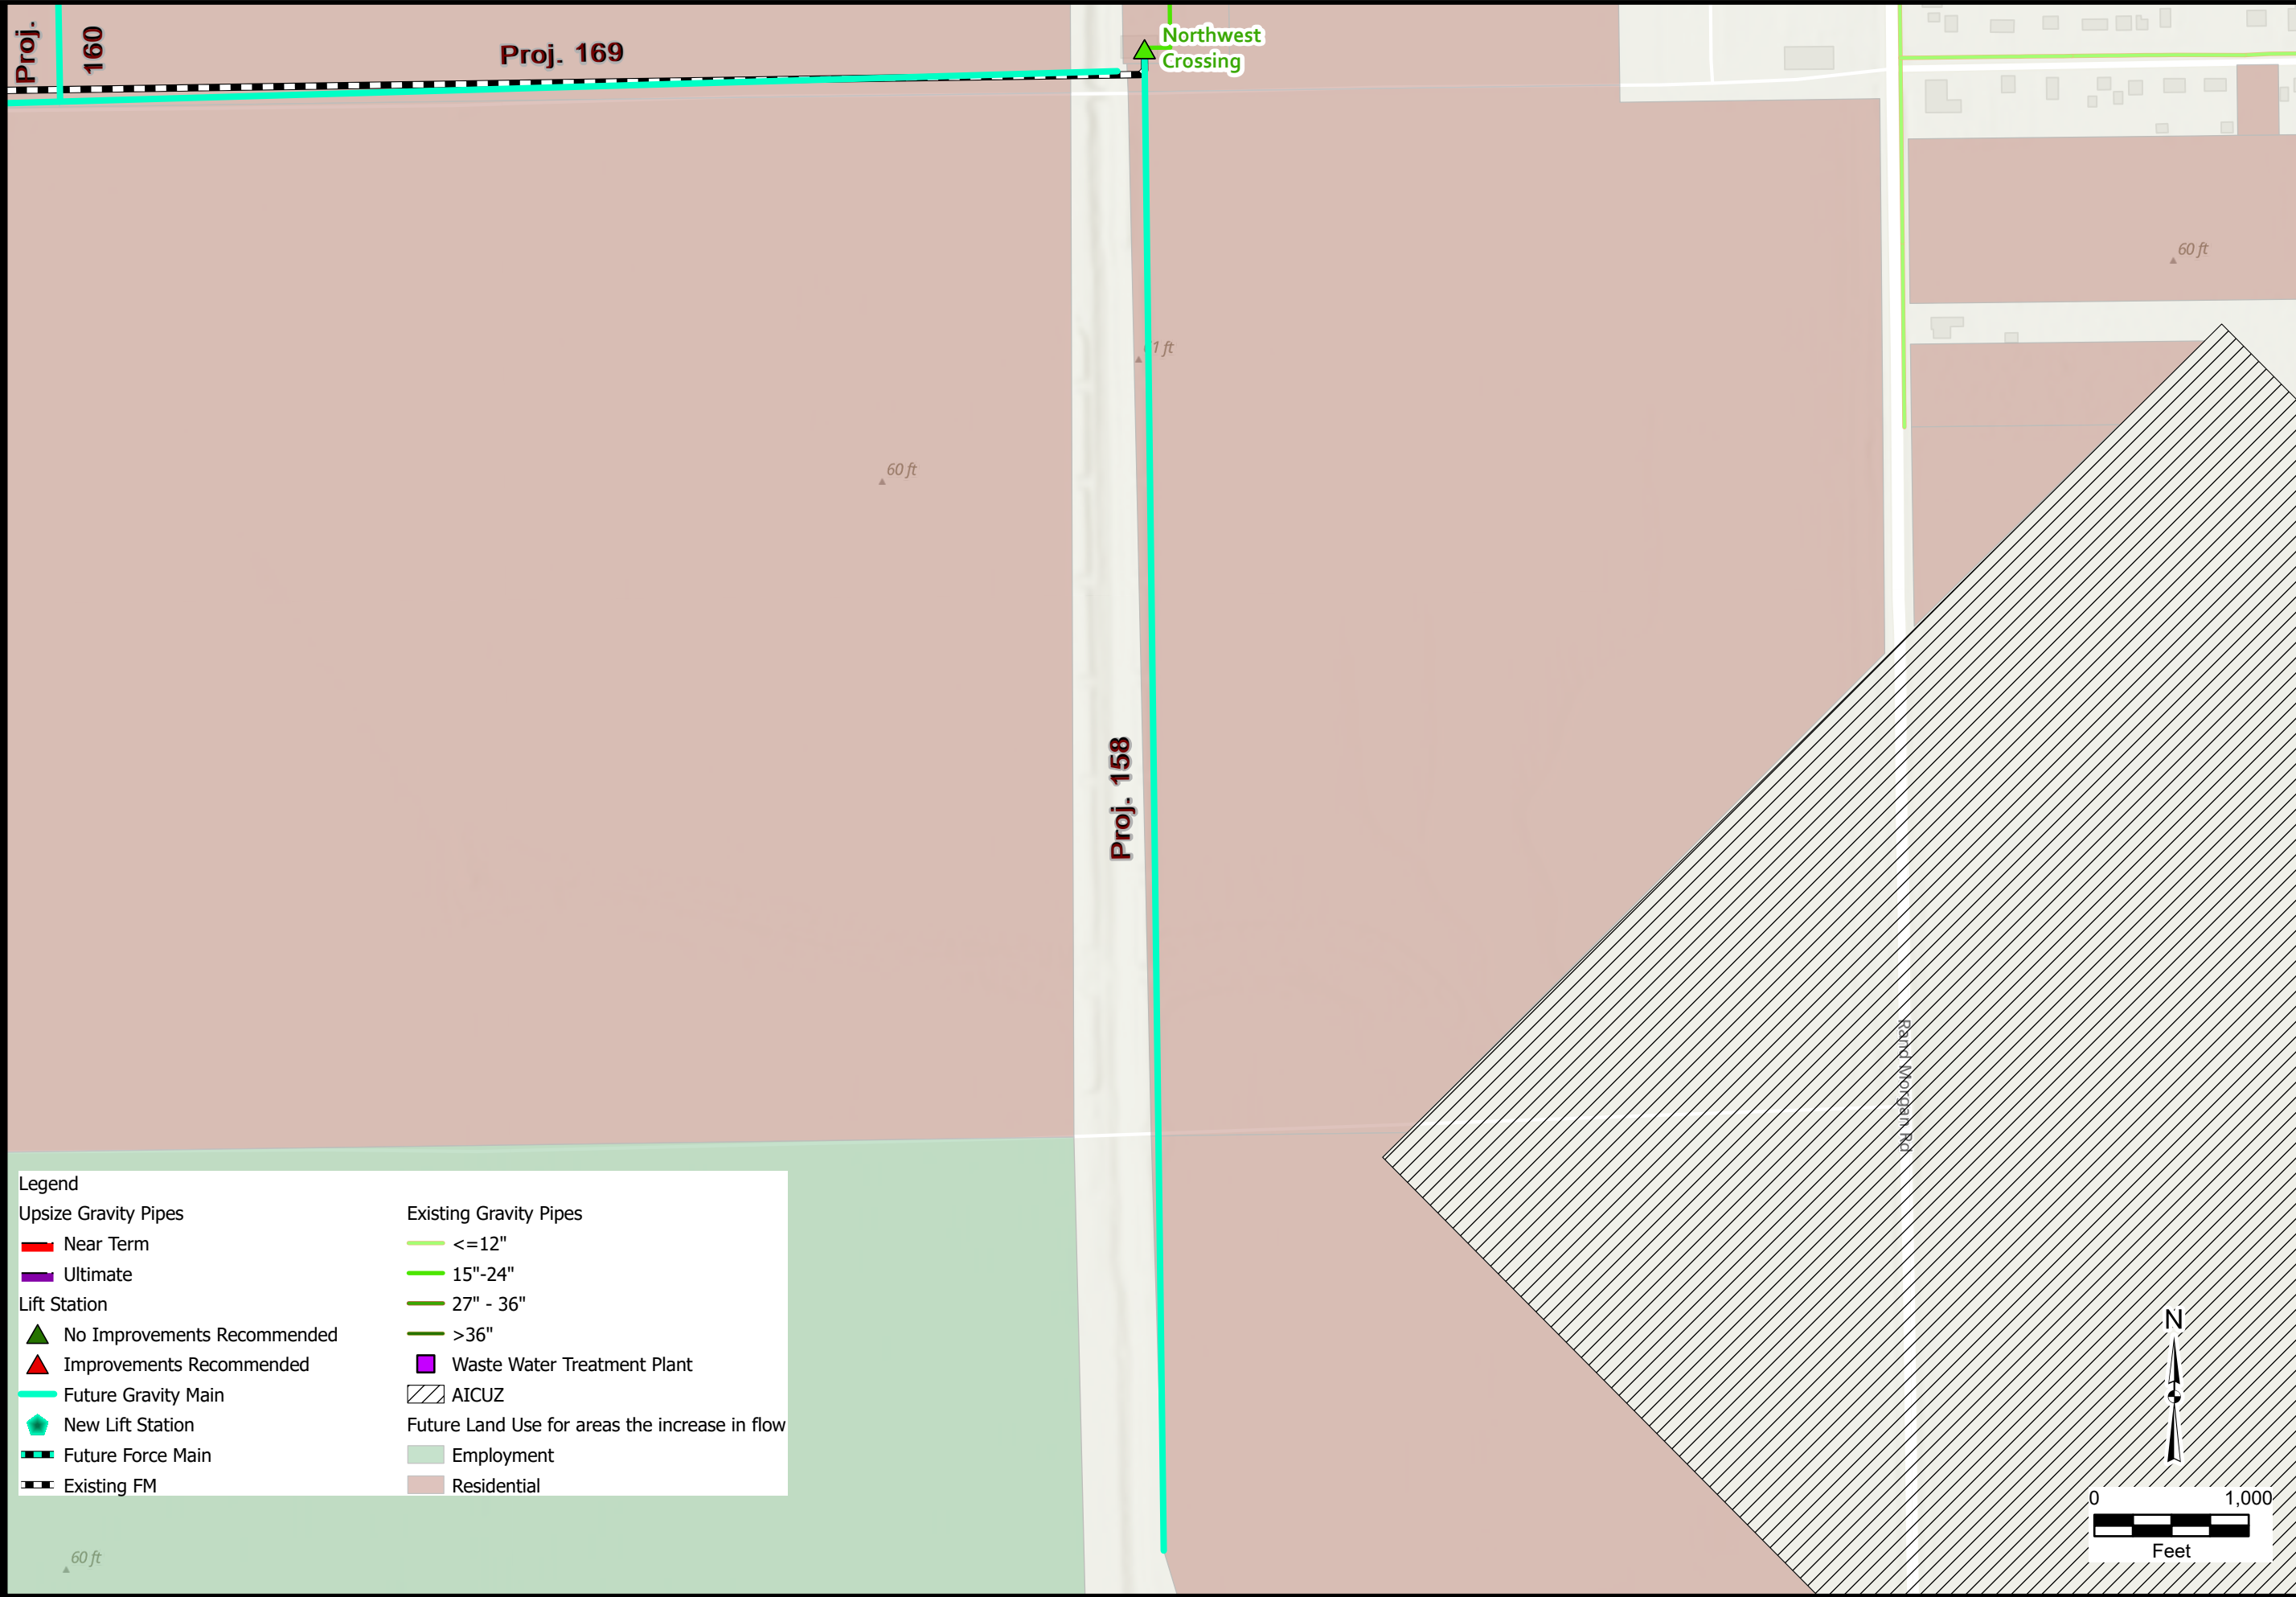 Proj.
160
Proj. 169
Northwest
Crossing
60 ft
60 ft
Proj. 158
Rand Morgan Rd
Legend
Upsize Gravity Pipes
Near Term
Ultimate
Lift Station
No Improvements Recommended
Improvements Recommended
Future Gravity Main
New Lift Station
Future Force Main
Existing FM
Existing Gravity Pipes
<=12"
15"-24"
27" - 36"
>36"
Waste Water Treatment Plant
AICUZ
Future Land Use for areas the increase in flow
Employment
Residential
N
0 1,000
Feet
60 ft